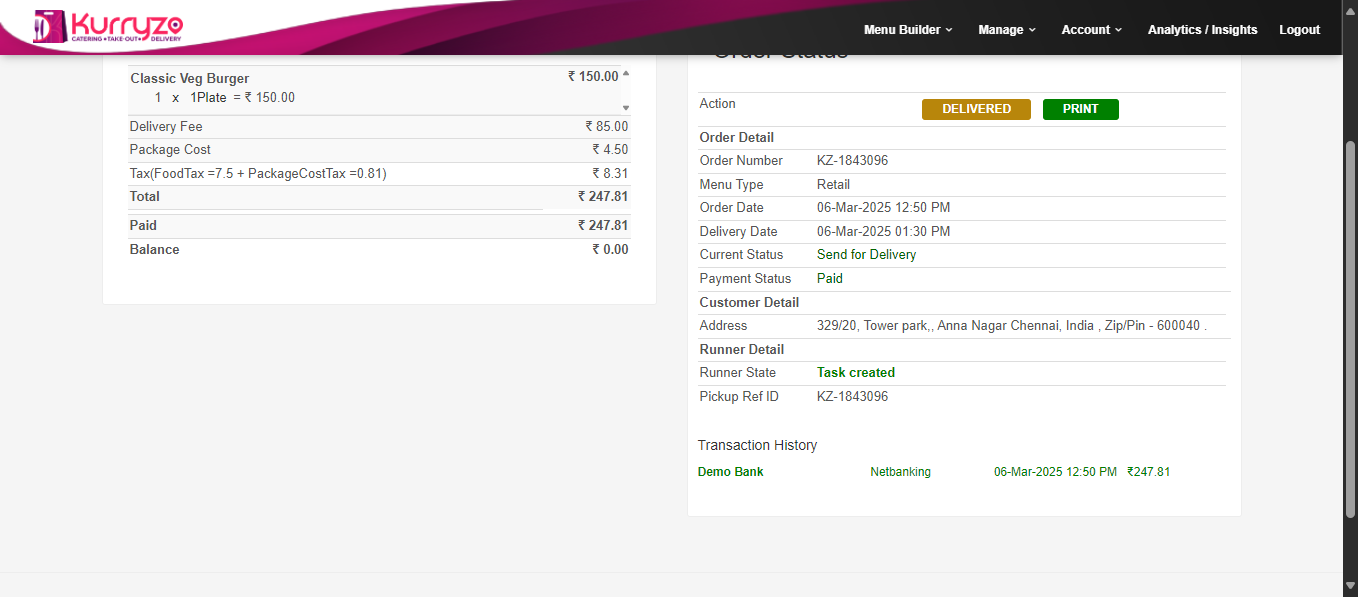 Kurryzo
CATERING • TAKE-OUT • DELIVERY
Menu Builder
Manage
Account
Analytics / Insights
Logout
Classic Veg Burger ₹ 150.00
1 x 1Plate = ₹ 150.00
Delivery Fee ₹ 85.00
Package Cost ₹ 4.50
Tax(FoodTax =7.5 + PackageCostTax =0.81) ₹ 8.31
Total ₹ 247.81
Paid ₹ 247.81
Balance ₹ 0.00
Order Status
Action DELIVERED PRINT
Order Detail
Order Number KZ-1843096
Menu Type Retail
Order Date 06-Mar-2025 12:50 PM
Delivery Date 06-Mar-2025 01:30 PM
Current Status Send for Delivery
Payment Status Paid
Customer Detail
Address 329/20, Tower park,, Anna Nagar Chennai, India , Zip/Pin - 600040 .
Runner Detail
Runner State Task created
Pickup Ref ID KZ-1843096
Transaction History
Demo Bank Netbanking 06-Mar-2025 12:50 PM ₹247.81